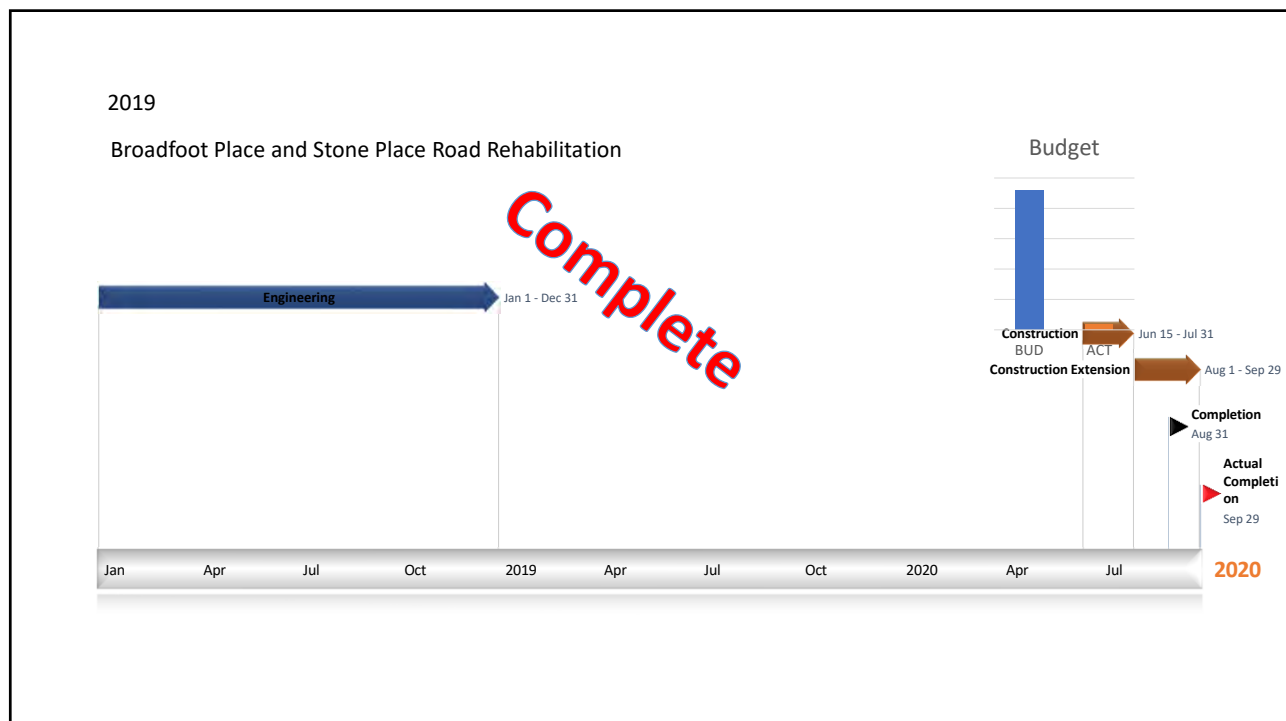 2019
Broadfoot Place and Stone Place Road Rehabilitation
Budget
Complete
Engineering
Jan 1 - Dec 31
Construction
Jun 15 - Jul 31
BUD
ACT
Construction Extension
Aug 1 - Sep 29
Completion
Aug 31
Actual
Completi
on
Sep 29
Jan Apr Jul Oct 2019 Apr Jul Oct 2020 Apr Jul 2020